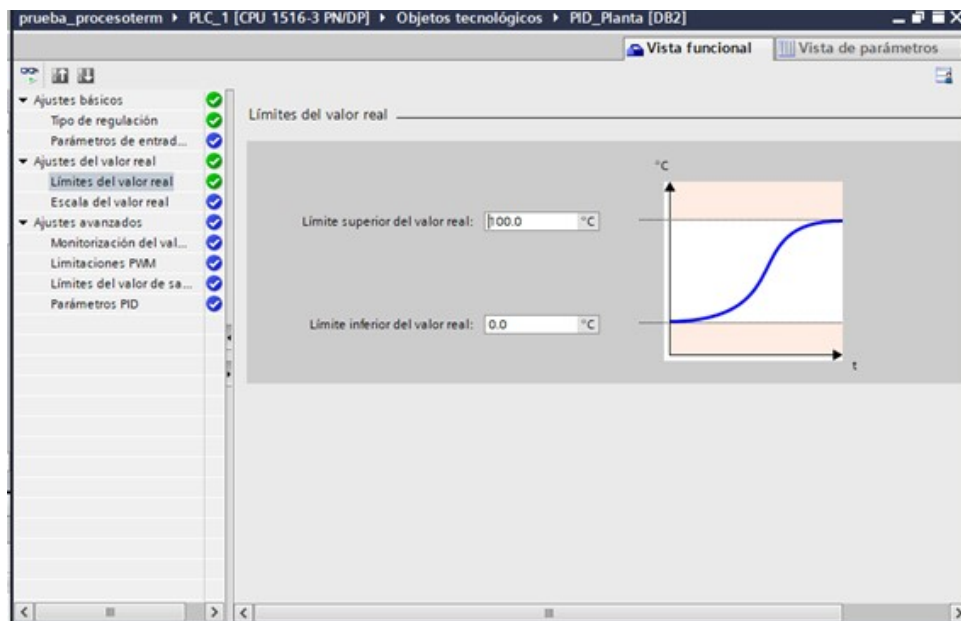 prueba_procesoterm ▸ PLC_1 [CPU 1516-3 PN/DP] ▸ Objetos tecnológicos ▸ PID_Planta [DB2]
Vista funcional
Vista de parámetros
Ajustes básicos
Tipo de regulación
Parámetros de entrad...
Ajustes del valor real
Límites del valor real
Escala del valor real
Ajustes avanzados
Monitorización del val...
Limitaciones PWM
Límites del valor de sa...
Parámetros PID
Límites del valor real
°C
Límite superior del valor real: 100.0 °C
Límite inferior del valor real: 0.0 °C
t